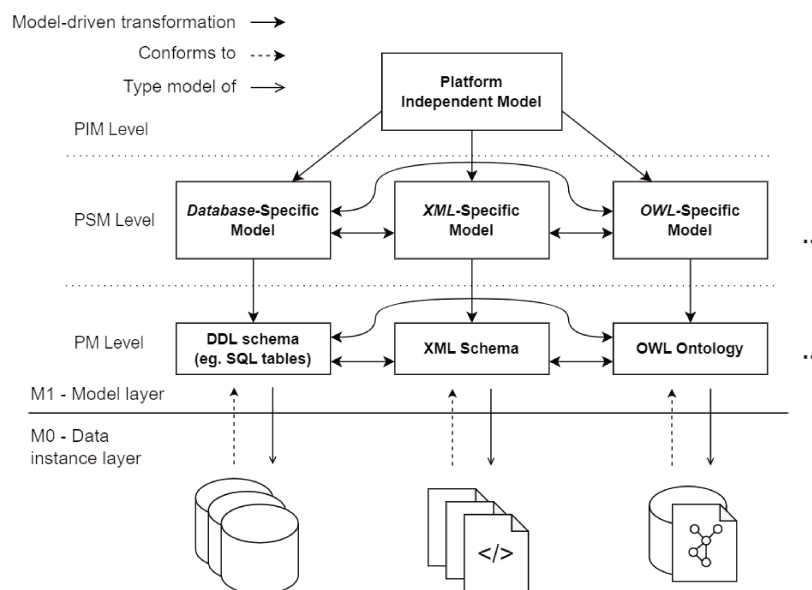 Model-driven transformation
Conforms to
Type model of
Platform
Independent Model
PIM Level
PSM Level
Database-Specific
Model
XML-Specific
Model
OWL-Specific
Model
..
PM Level
DDL schema
(eg. SQL tables)
XML Schema
OWL Ontology
..
M1 - Model layer
M0 - Data
instance layer
</>